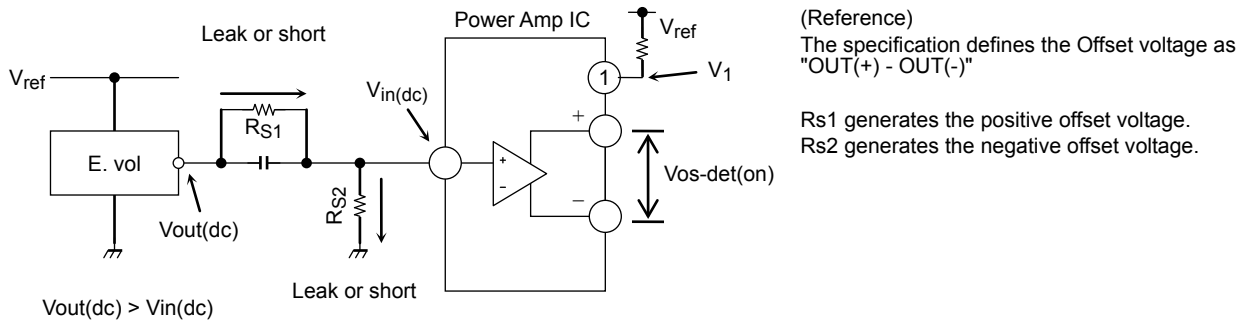 Leak or short
Power Amp IC
Vref
V1
1
Vref
RS1
Vin(dc)
E. vol
+
+
-
−
RS2
Vos-det(on)
Vout(dc)
Leak or short
Vout(dc) > Vin(dc)
(Reference)
The specification defines the Offset voltage as
"OUT(+) - OUT(-)"
Rs1 generates the positive offset voltage.
Rs2 generates the negative offset voltage.